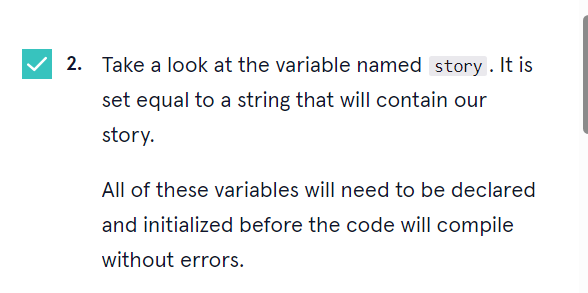 2. Take a look at the variable named story. It is
set equal to a string that will contain our
story.
All of these variables will need to be declared
and initialized before the code will compile
without errors.